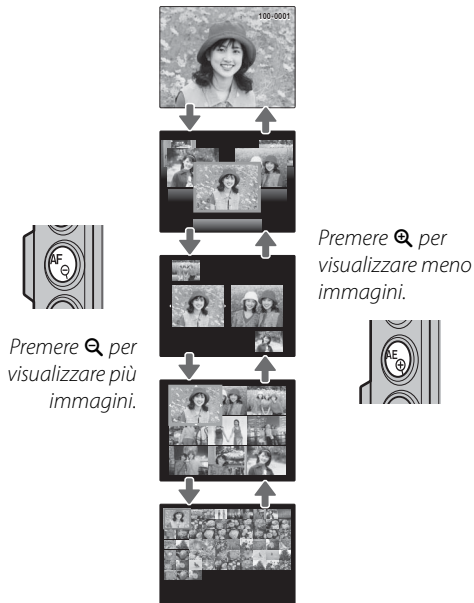 100-0001
Premere 🔍 per
visualizzare meno
immagini.
AF
AE
Premere 🔍 per
visualizzare più
immagini.